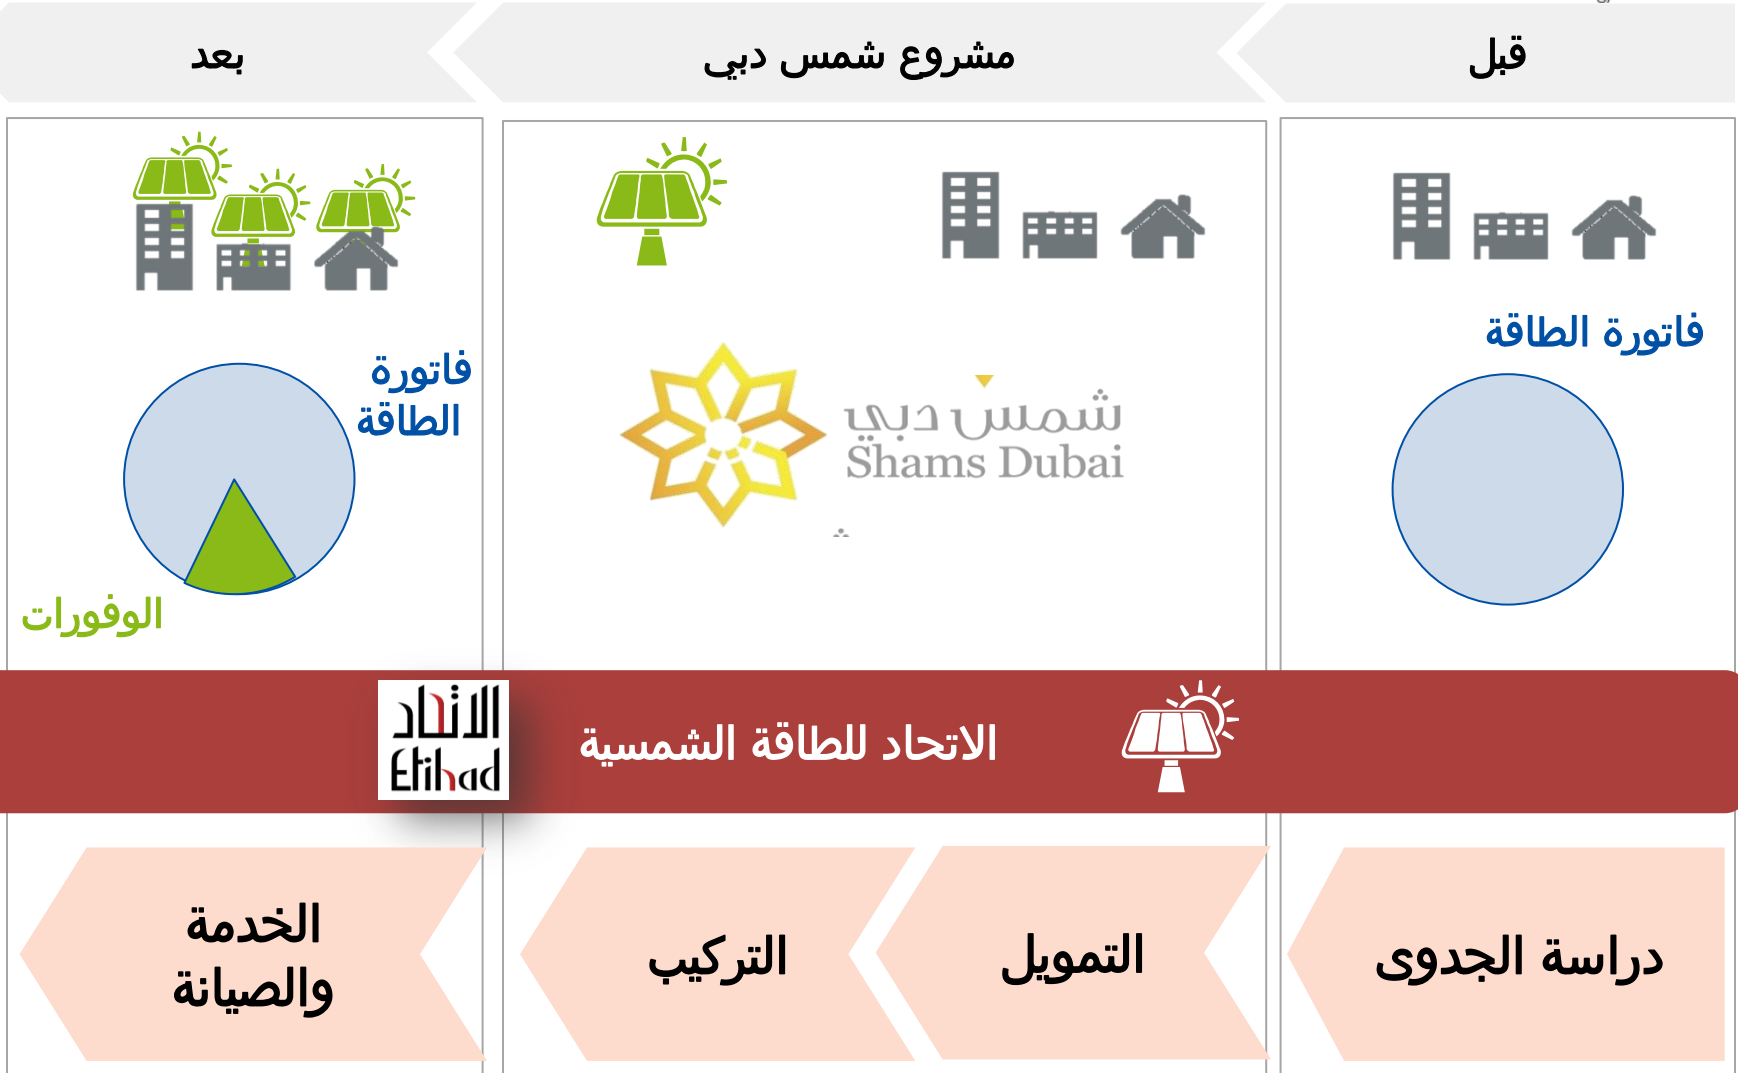 قبل
مشروع شمس دبي
بعد
فاتورة الطاقة
شمس دبي
Shams Dubai
فاتورة
الطاقة
الوفورات
الاتحاد للطاقة الشمسية
الاتحاد
Etihad
دراسة الجدوى
التمويل
التركيب
الخدمة
والصيانة